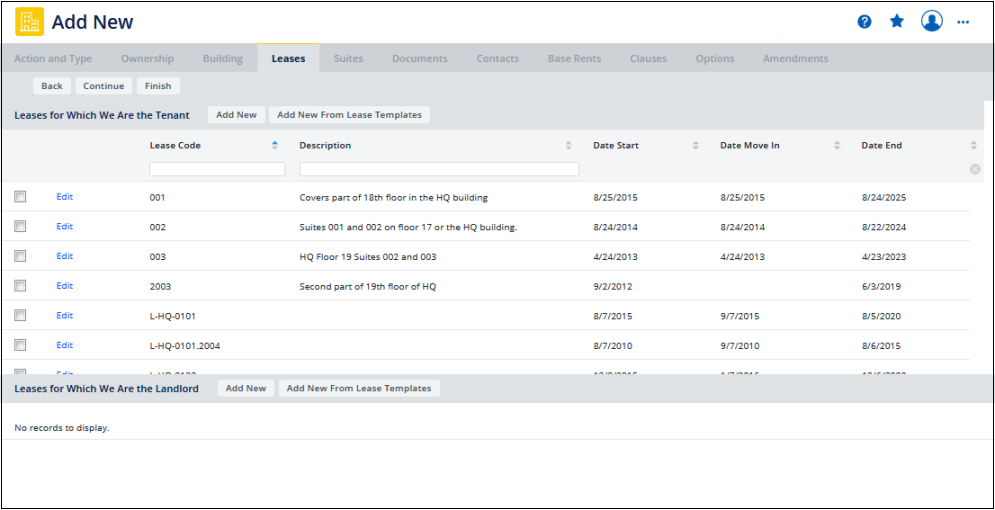 Add New
Action and Type Ownership Building Leases Suites Documents Contacts Base Rents Clauses Options Amendments
Back Continue Finish
Leases for Which We Are the Tenant Add New Add New From Lease Templates
Lease Code Description Date Start Date Move In Date End
Edit 001 Covers part of 18th floor in the HQ building 8/25/2015 8/25/2015 8/24/2025
Edit 002 Suites 001 and 002 on floor 17 or the HQ building. 8/24/2014 8/24/2014 8/22/2024
Edit 003 HQ Floor 19 Suites 002 and 003 4/24/2013 4/24/2013 4/23/2023
Edit 2003 Second part of 19th floor of HQ 9/2/2012 6/3/2019
Edit L-HQ-0101 8/7/2015 9/7/2015 8/5/2020
Edit L-HQ-0101.2004 8/7/2010 9/7/2010 8/6/2015
Leases for Which We Are the Landlord Add New Add New From Lease Templates
No records to display.